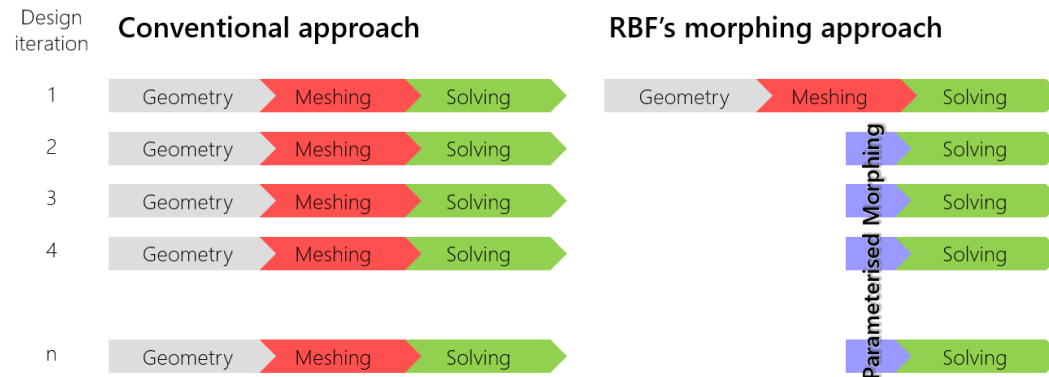 Design
iteration
Conventional approach
RBF’s morphing approach
1
Geometry
Meshing
Solving
Geometry
Meshing
Solving
2
Geometry
Meshing
Solving
Solving
3
Geometry
Meshing
Solving
Solving
4
Geometry
Meshing
Solving
Solving
n
Geometry
Meshing
Solving
Solving
Parameterised Morphing